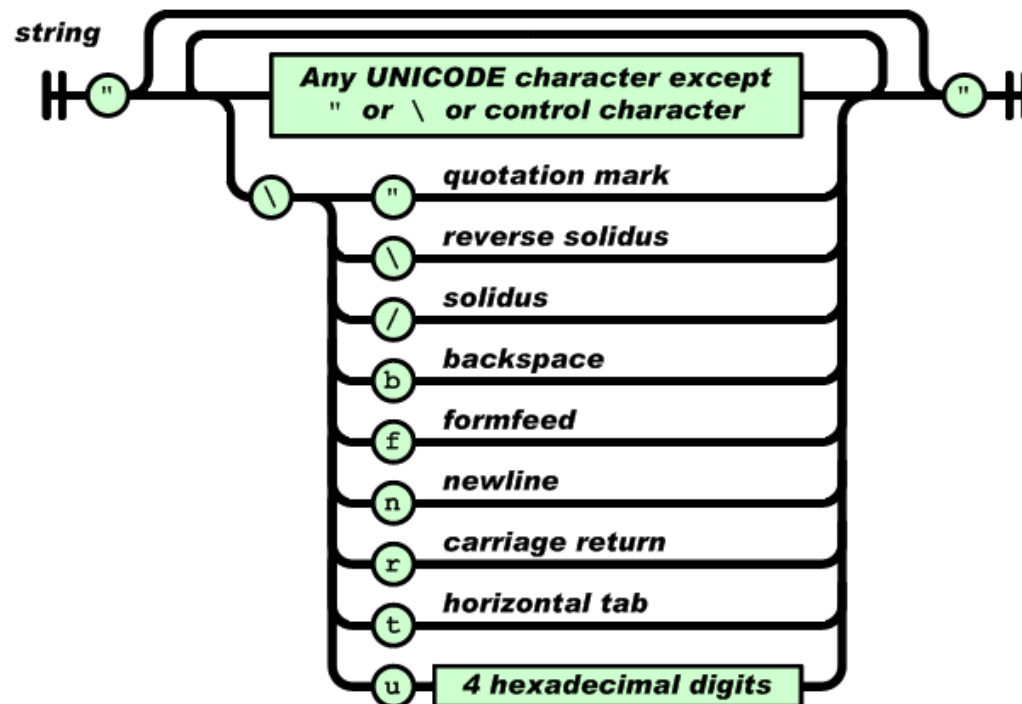 string
"
Any UNICODE character except
" or \ or control character
"
\
" quotation mark
\ reverse solidus
/ solidus
b backspace
f formfeed
n newline
r carriage return
t horizontal tab
u 4 hexadecimal digits